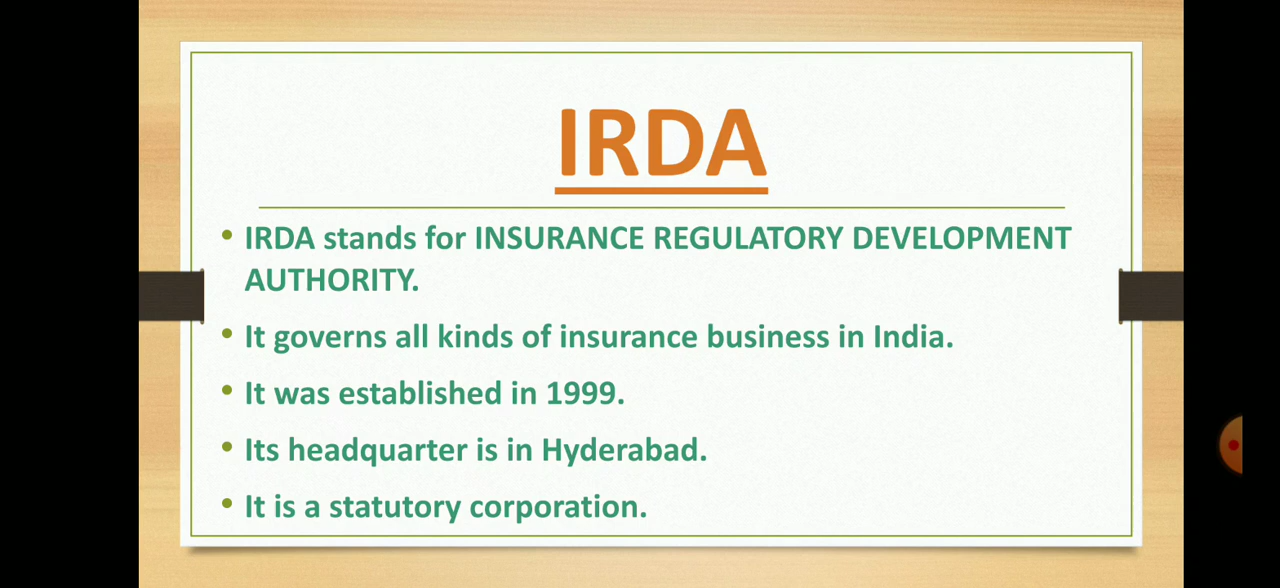 IRDA
• IRDA stands for INSURANCE REGULATORY DEVELOPMENT
AUTHORITY.
• It governs all kinds of insurance business in India.
• It was established in 1999.
• Its headquarter is in Hyderabad.
• It is a statutory corporation.